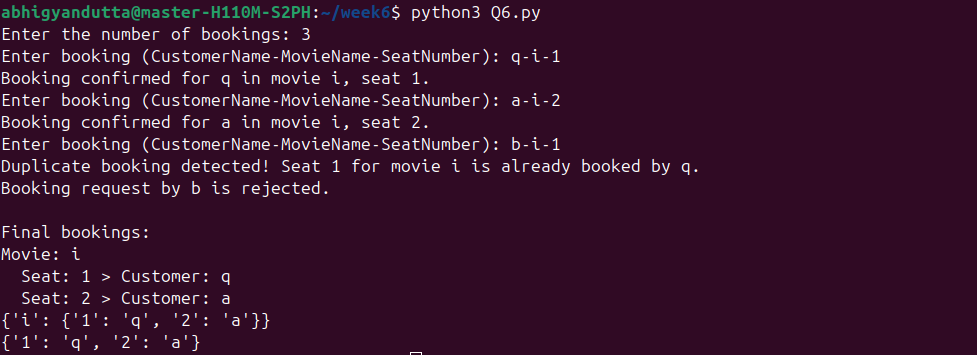 abhigyandutta@master-H110M-S2PH:~/week6$ python3 Q6.py
Enter the number of bookings: 3
Enter booking (CustomerName-MovieName-SeatNumber): q-i-1
Booking confirmed for q in movie i, seat 1.
Enter booking (CustomerName-MovieName-SeatNumber): a-i-2
Booking confirmed for a in movie i, seat 2.
Enter booking (CustomerName-MovieName-SeatNumber): b-i-1
Duplicate booking detected! Seat 1 for movie i is already booked by q.
Booking request by b is rejected.

Final bookings:
Movie: i
  Seat: 1 > Customer: q
  Seat: 2 > Customer: a
{'i': {'1': 'q', '2': 'a'}}
{'1': 'q', '2': 'a'}